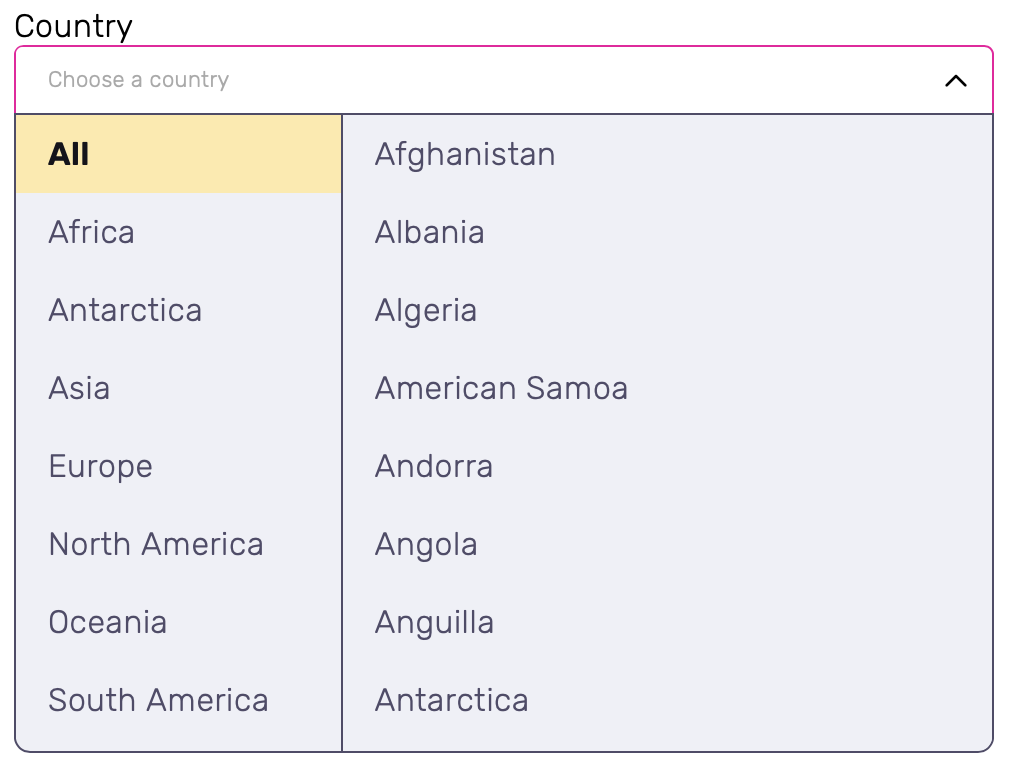 Country
Choose a country
All
Africa
Antarctica
Asia
Europe
North America
Oceania
South America
Afghanistan
Albania
Algeria
American Samoa
Andorra
Angola
Anguilla
Antarctica